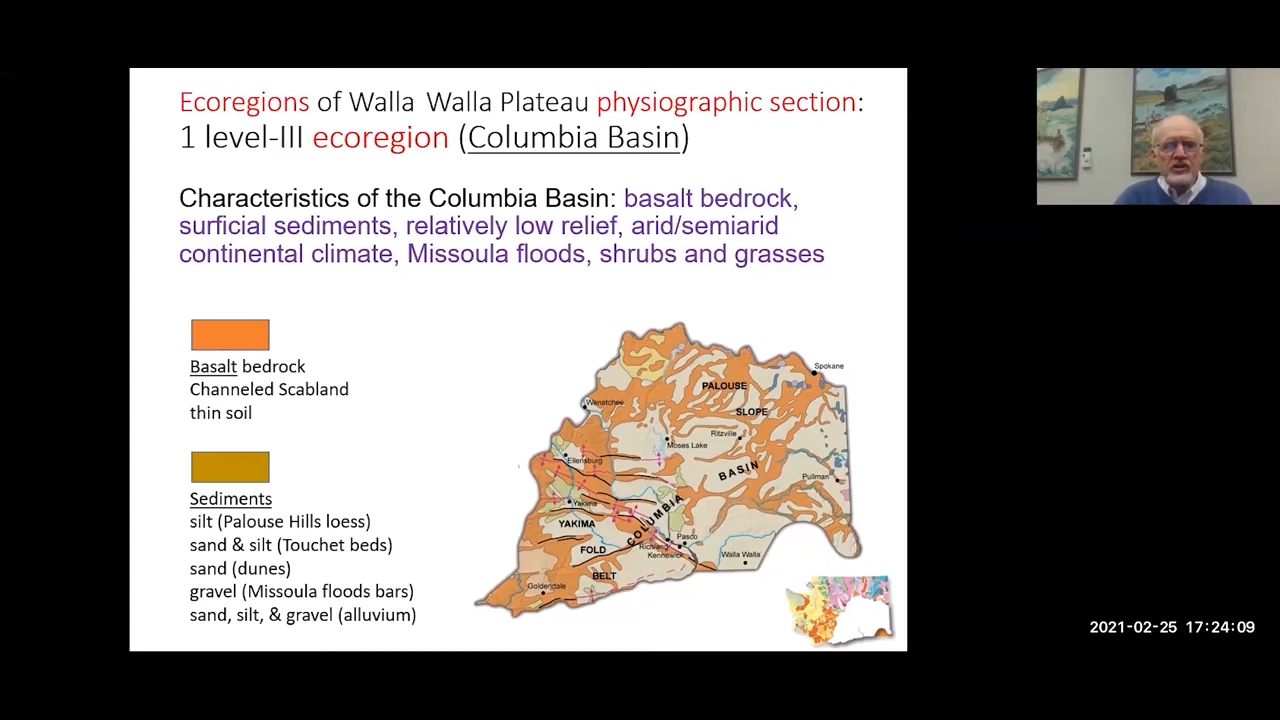 Ecoregions of Walla Walla Plateau physiographic section:
1 level-III ecoregion (Columbia Basin)
Characteristics of the Columbia Basin: basalt bedrock,
surficial sediments, relatively low relief, arid/semiarid
continental climate, Missoula floods, shrubs and grasses
Basalt bedrock
Channeled Scabland
thin soil
Sediments
silt (Palouse Hills loess)
sand & silt (Touchet beds)
sand (dunes)
gravel (Missoula floods bars)
sand, silt, & gravel (alluvium)
Spokane
PALOUSE
SLOPE
Wenatchee
Ritzville
Moses Lake
Ellensburg
BASIN
Pullman
Yakima
COLUMBIA
YAKIMA
Pasco
Richland
FOLD
Kennewick
Walla Walla
BELT
Goldendale
2021-02-25 17:24:09